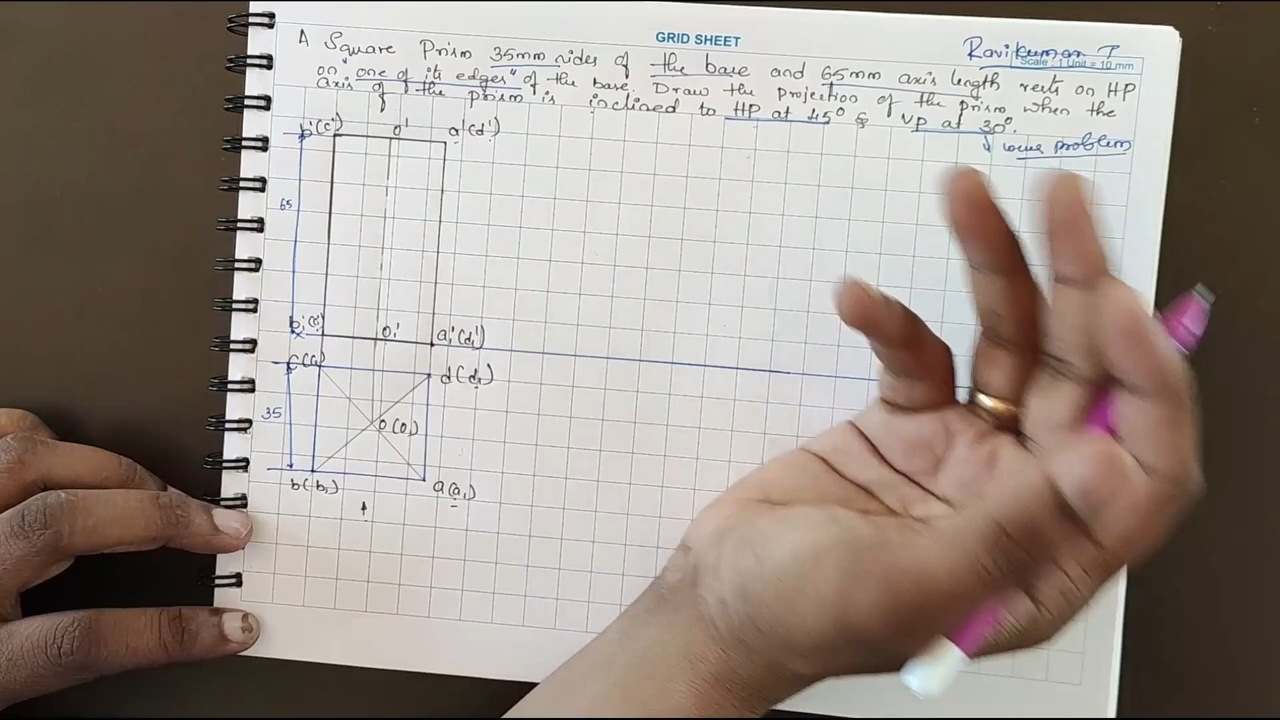 GRID SHEET
Ravikumar T
Scale : 1 Unit = 10 mm
A Square Prism 35mm sides of the base and 65mm axis length rests on HP
on "one of its edges" of the base. Draw the projection of the prism when the
axis of the prism is inclined to HP at 45° & VP at 30°.
↓ locus problem
b'(c') o' a'(d')
65
b₁'(c₁') o₁' a₁'(d₁')
X
c(c₁) d(d₁)
35 o(o₁)
b(b₁) a(a₁)